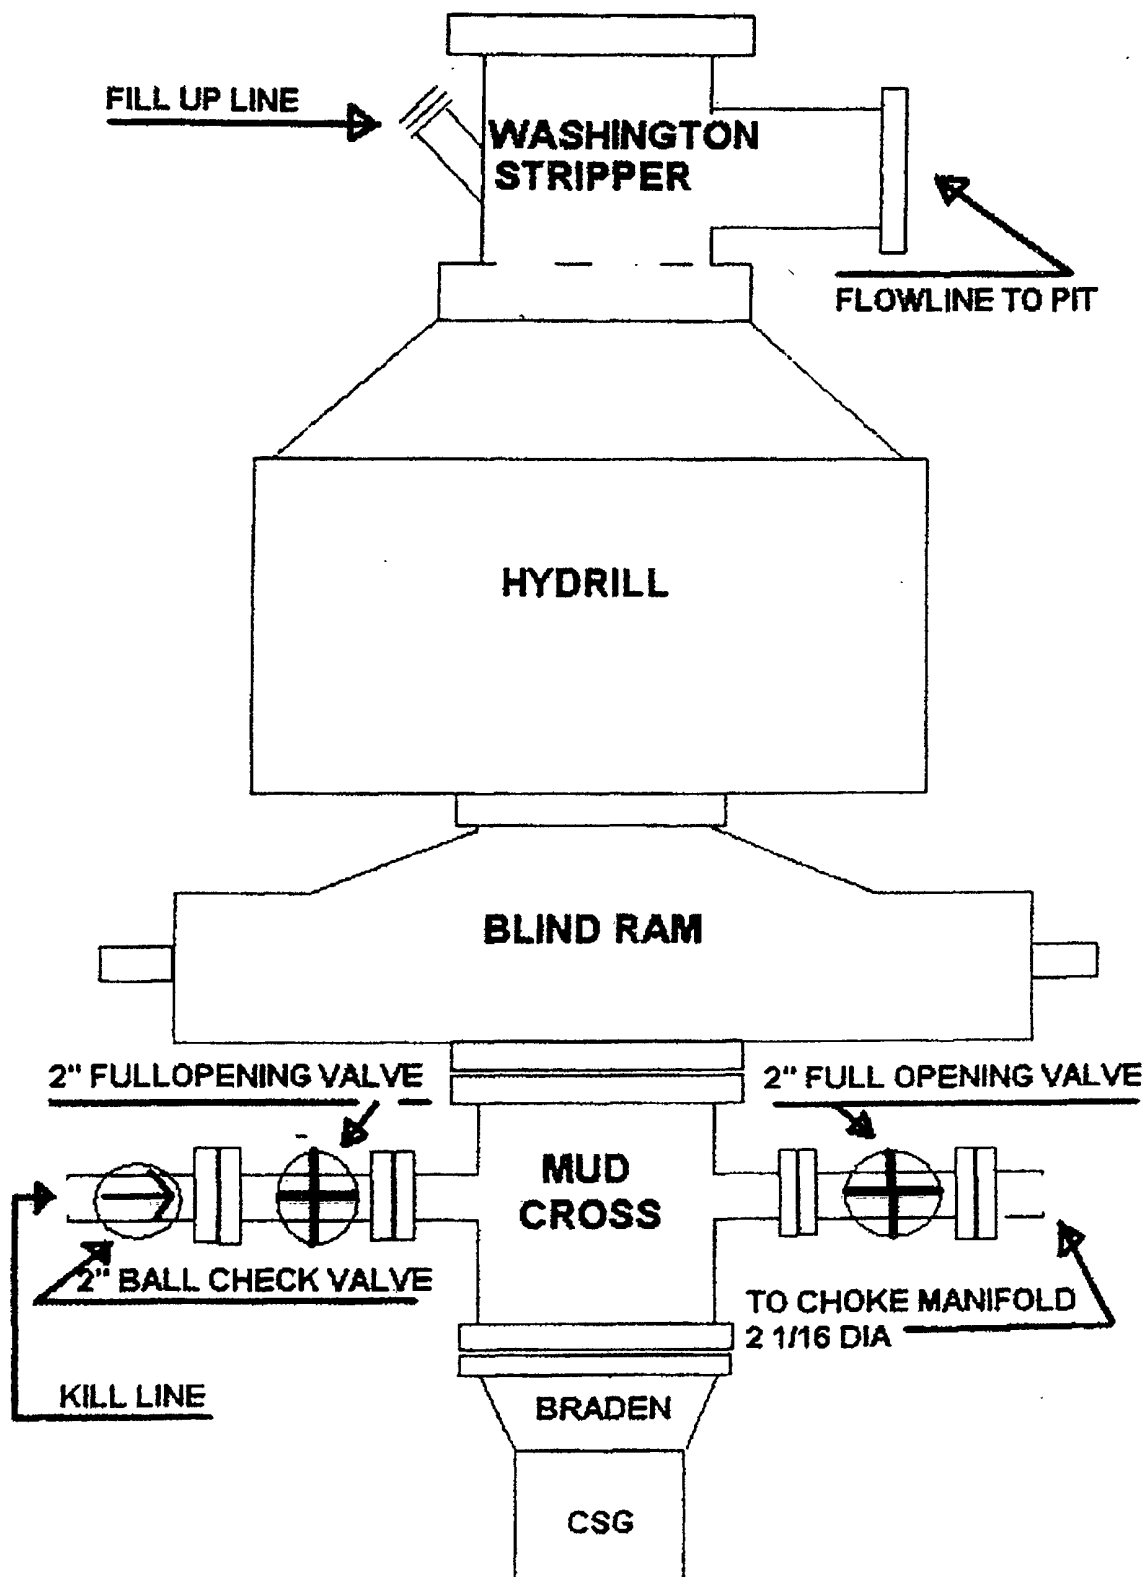 FILL UP LINE
WASHINGTON
STRIPPER
FLOWLINE TO PIT
HYDRILL
BLIND RAM
2" FULLOPENING VALVE
2" FULL OPENING VALVE
MUD
CROSS
2" BALL CHECK VALVE
TO CHOKE MANIFOLD
2 1/16 DIA
KILL LINE
BRADEN
CSG